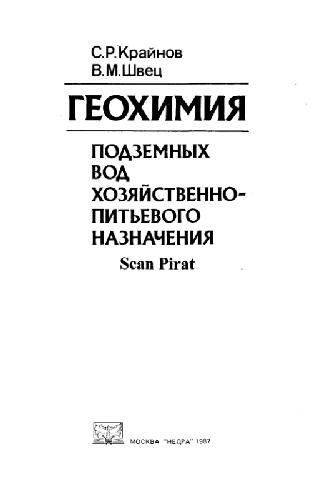 С.Р.Крайнов
В.М.Швец
ГЕОХИМИЯ
ПОДЗЕМНЫХ
ВОД
ХОЗЯЙСТВЕННО-
ПИТЬЕВОГО
НАЗНАЧЕНИЯ
Scan Pirat
МОСКВА "НЕДРА" 1987